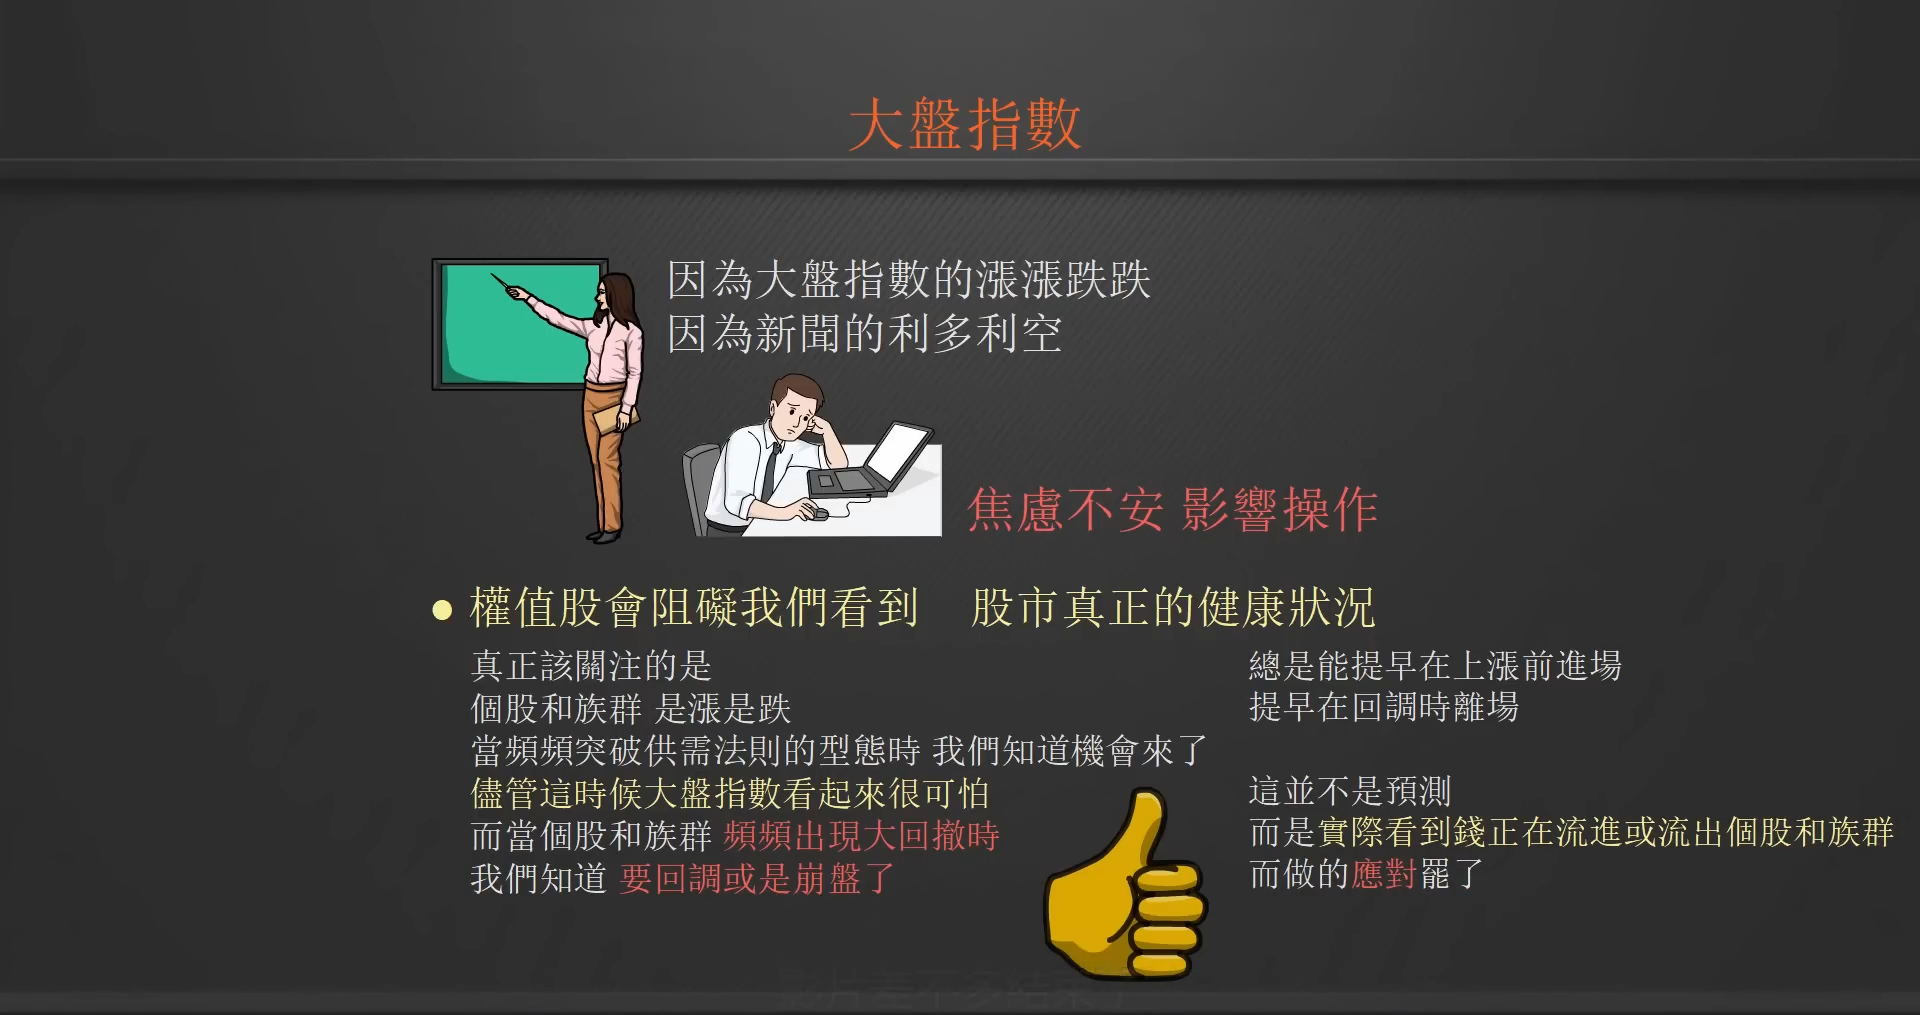 大盤指數
因為大盤指數的漲漲跌跌
因為新聞的利多利空
焦慮不安 影響操作
權值股會阻礙我們看到 股市真正的健康狀況
真正該關注的是
個股和族群 是漲是跌
當頻頻突破供需法則的型態時 我們知道機會來了
儘管這時候大盤指數看起來很可怕
而當個股和族群 頻頻出現大回撤時
我們知道 要回調或是崩盤了
總是能提早在上漲前進場
提早在回調時離場
這並不是預測
而是實際看到錢正在流進或流出個股和族群
而做的應對罷了